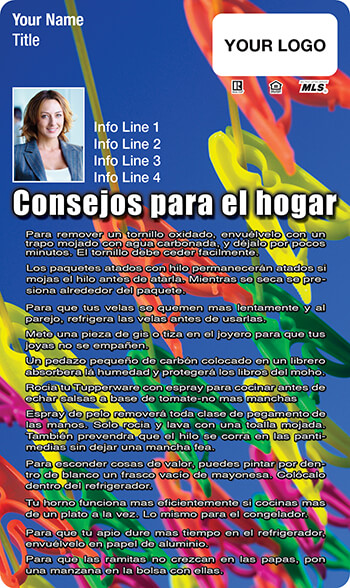 Your Name
Title
YOUR LOGO
MLS
Info Line 1
Info Line 2
Info Line 3
Info Line 4
Consejos para el hogar
Para remover un tornillo oxidado, envuélvelo con un
trapo mojado con agua carbonada, y déjalo por pocos
minutos. El tornillo debe ceder facilmente.
Los paquetes atados con hilo permanecerán atados si
mojas el hilo antes de atarla. Mientras se seca se pre-
siona alrededor del paquete.
Para que tus velas se quemen mas lentamente y al
parejo, refrigera las velas antes de usarlas.
Mete una pieza de gis o tiza en el joyero para que tus
joyas no se empañen.
Un pedazo pequeño de carbón colocado en un librero
absorbera lá humedad y protegerá los libros del moho.
Rocia tu Tupperware con espray para cocinar antes de
echar salsas a base de tomate-no mas manchas
Espray de pelo removerá toda clase de pegamento de
las manos. Solo rocia y lava con una toalla mojada.
También prevendra que el hilo se corra en las panti-
medias sin dejar una mancha fea.
Para esconder cosas de valor, puedes pintar por den-
tro de blanco un frasco vacío de mayonesa. Colócalo
dentro del refrigerador.
Tu horno funciona mas eficientemente si cocinas mas
de un plato a la vez. Lo mismo para el congelador.
Para que tu apio dure mas tiempo en el refrigerador,
envuelvelo en papel de aluminio.
Para que las ramitas no crezcan en las papas, pon
una manzana en la bolsa con ellas.